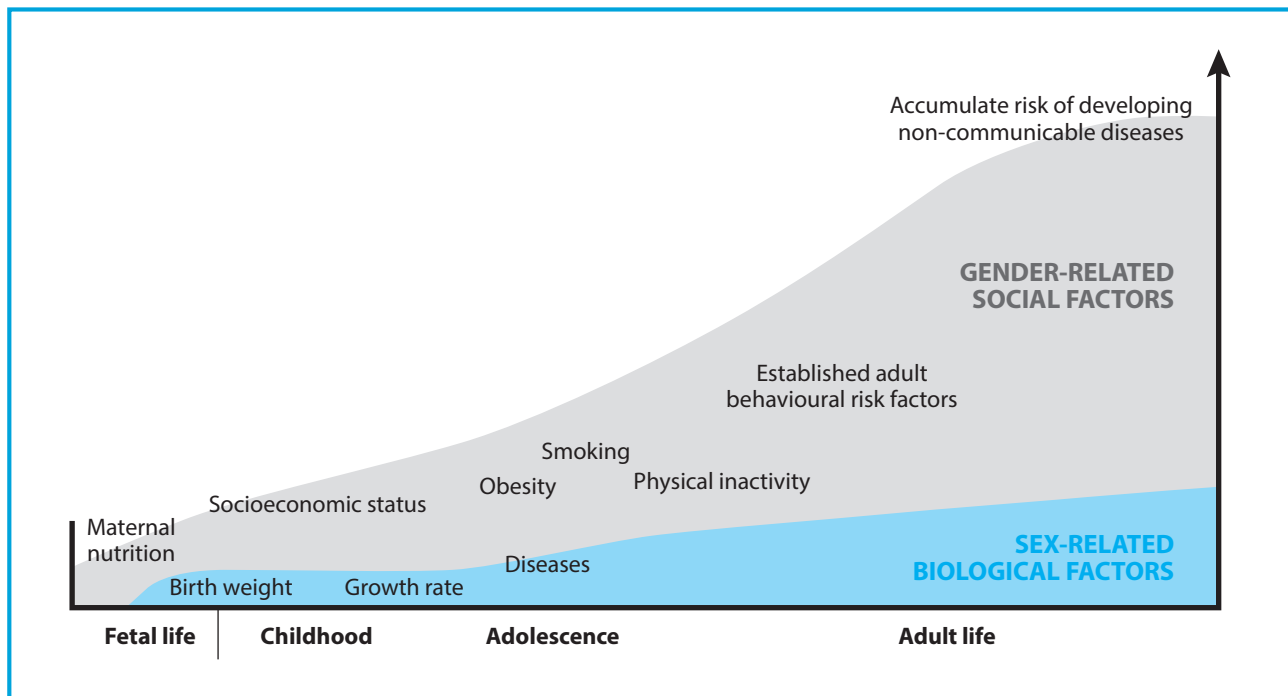 Accumulate risk of developing
non-communicable diseases
GENDER-RELATED
SOCIAL FACTORS
Established adult
behavioural risk factors
Smoking
Obesity
Physical inactivity
Socioeconomic status
Maternal
nutrition
SEX-RELATED
BIOLOGICAL FACTORS
Diseases
Birth weight
Growth rate
Fetal life
Childhood
Adolescence
Adult life